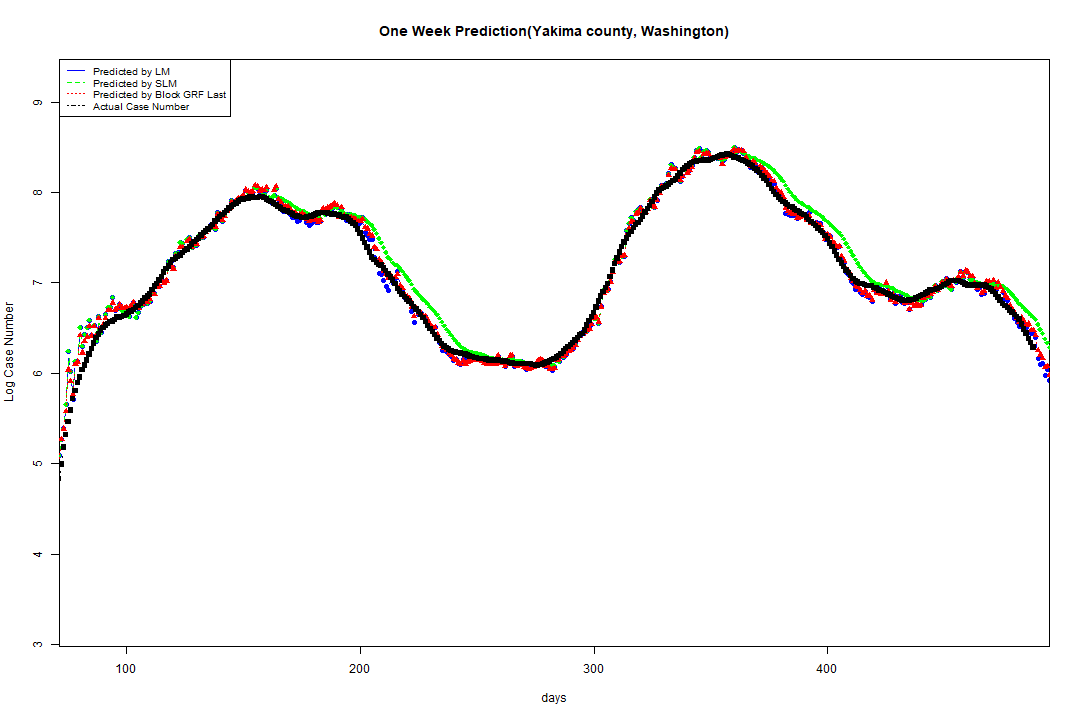 One Week Prediction(Yakima county, Washington)
Predicted by LM
Predicted by SLM
Predicted by Block GRF Last
Actual Case Number
9
8
7
6
5
4
3
Log Case Number
100 200 300 400
days